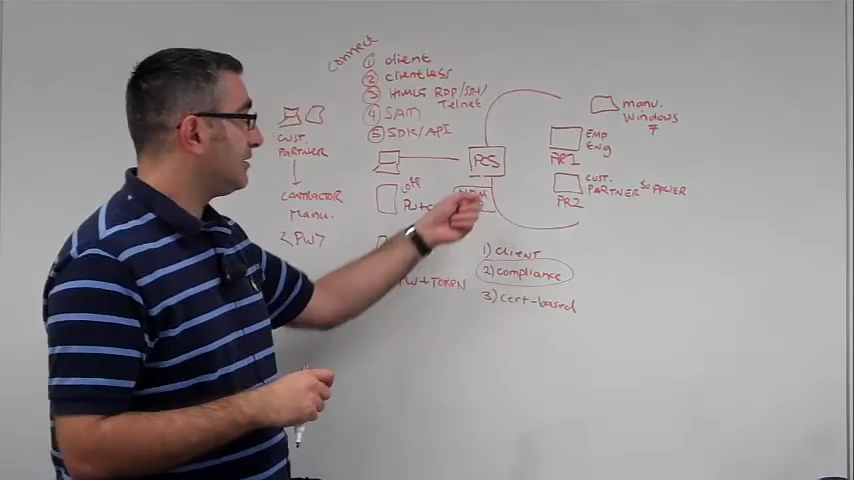 connect
① client
② clientless
③ HTML5 RDP/SSH/
Telnet
④ SAM
⑤ SDK/API
CUST.
PARTNER
CONTRACTOR
Manu.
<PW7
PW+
PW+TOKEN
PCS
1) client
2) compliance
3) cert-based
manu.
Windows
7
EMP
Eng
AR1
CUST.
PARTNER SUPPLIER
PR2